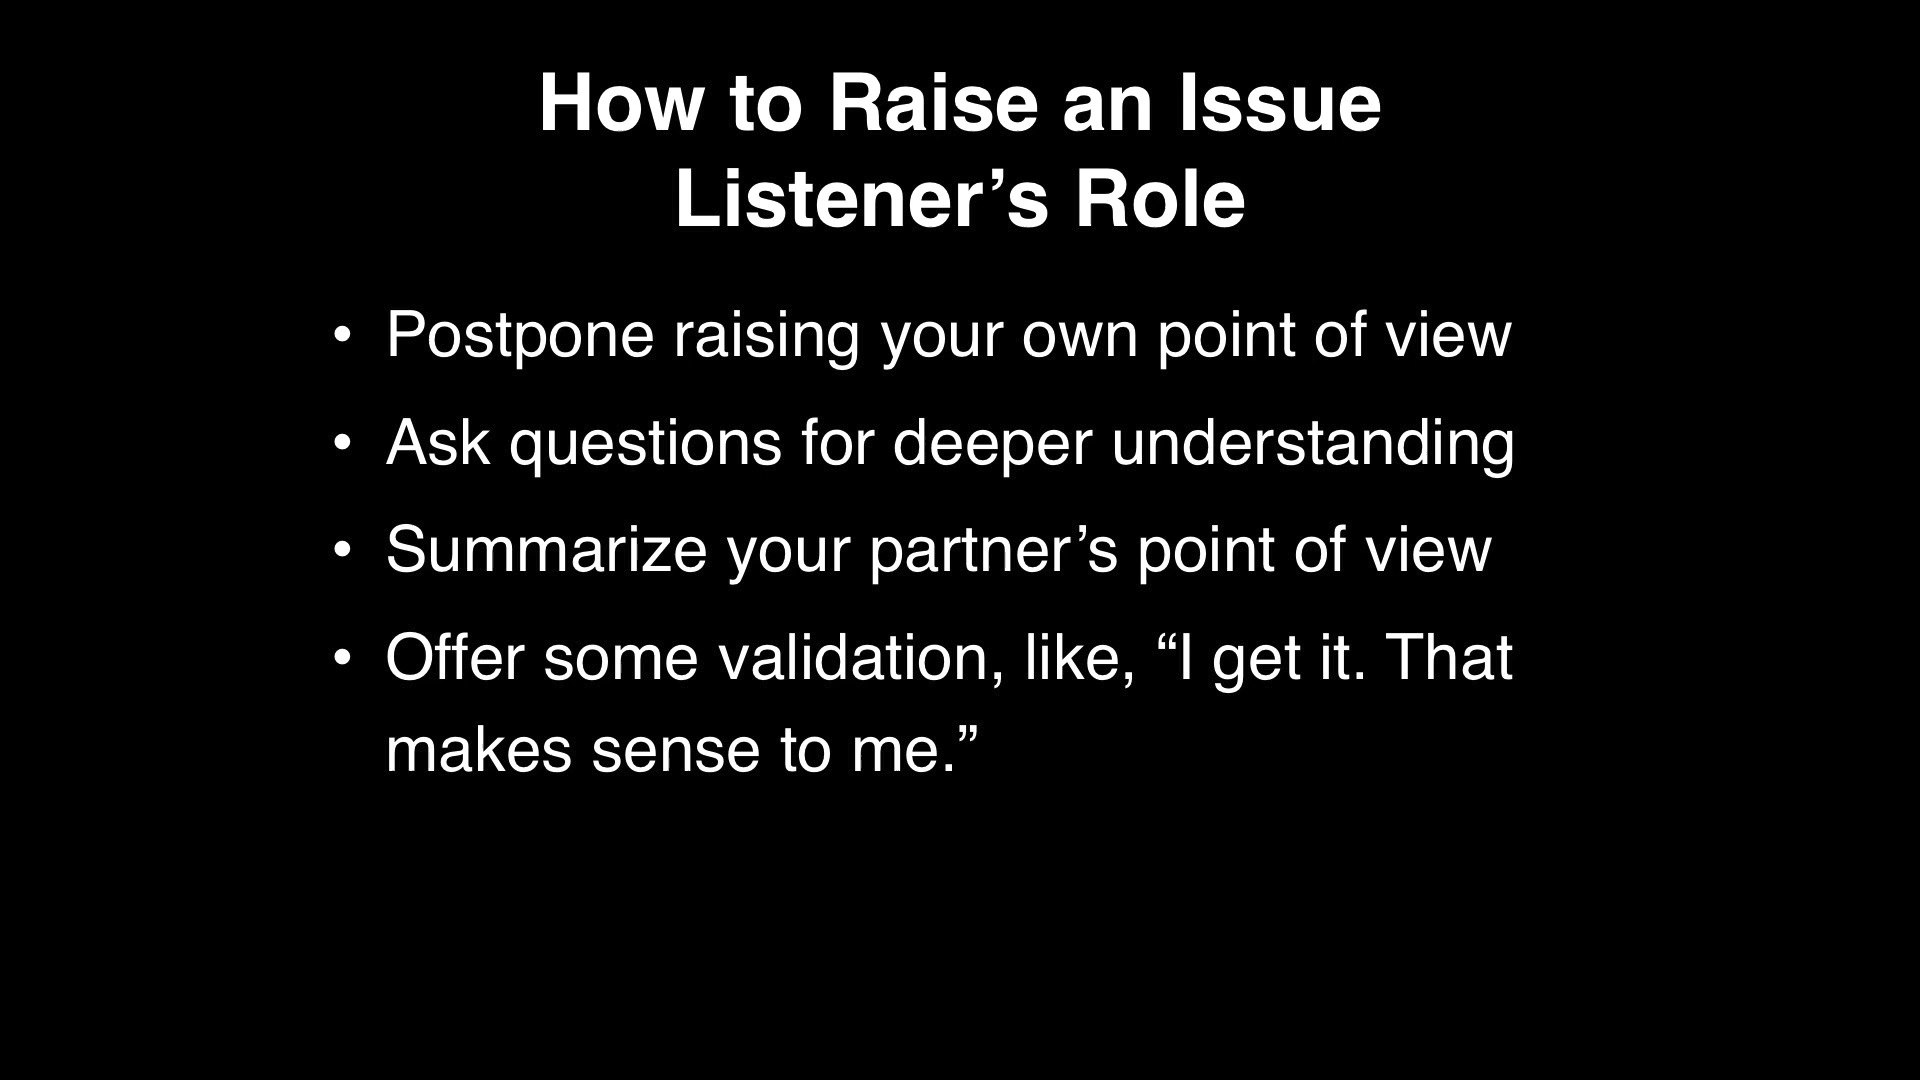 How to Raise an Issue
Listener’s Role
• Postpone raising your own point of view
• Ask questions for deeper understanding
• Summarize your partner’s point of view
• Offer some validation, like, “I get it. That
makes sense to me.”